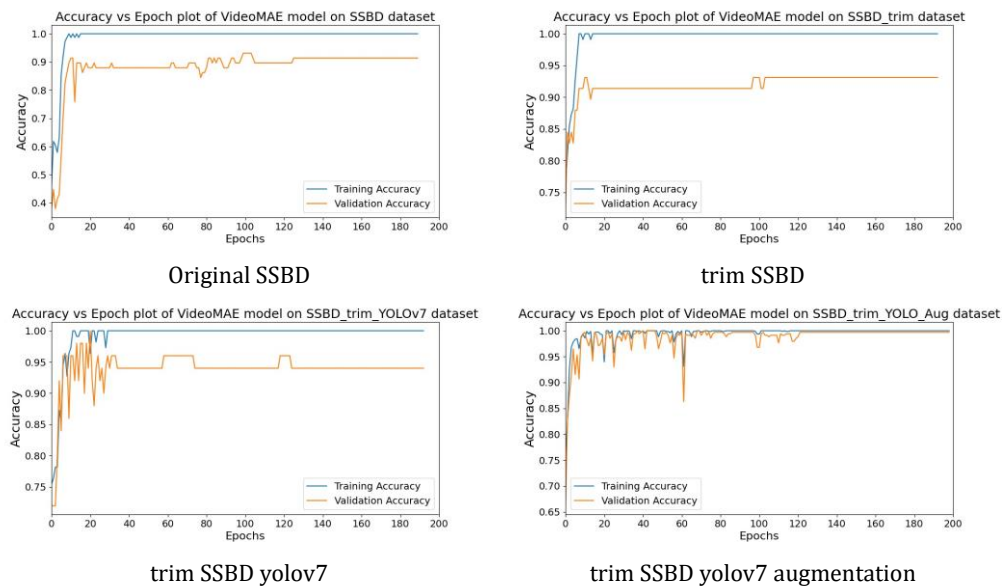 Accuracy vs Epoch plot of VideoMAE model on SSBD dataset
1.0
0.9
0.8
0.7
0.6
0.5
0.4
Accuracy
Training Accuracy
Validation Accuracy
0 20 40 60 80 100 120 140 160 180 200
Epochs
Original SSBD
Accuracy vs Epoch plot of VideoMAE model on SSBD_trim dataset
1.00
0.95
0.90
0.85
0.80
0.75
Accuracy
Training Accuracy
Validation Accuracy
0 20 40 60 80 100 120 140 160 180 200
Epochs
trim SSBD
Accuracy vs Epoch plot of VideoMAE model on SSBD_trim_YOLOv7 dataset
1.00
0.95
0.90
0.85
0.80
0.75
Accuracy
Training Accuracy
Validation Accuracy
0 20 40 60 80 100 120 140 160 180 200
Epochs
trim SSBD yolov7
Accuracy vs Epoch plot of VideoMAE model on SSBD_trim_YOLO_Aug dataset
1.00
0.95
0.90
0.85
0.80
0.75
0.70
0.65
Accuracy
Training Accuracy
Validation Accuracy
0 20 40 60 80 100 120 140 160 180 200
Epochs
trim SSBD yolov7 augmentation